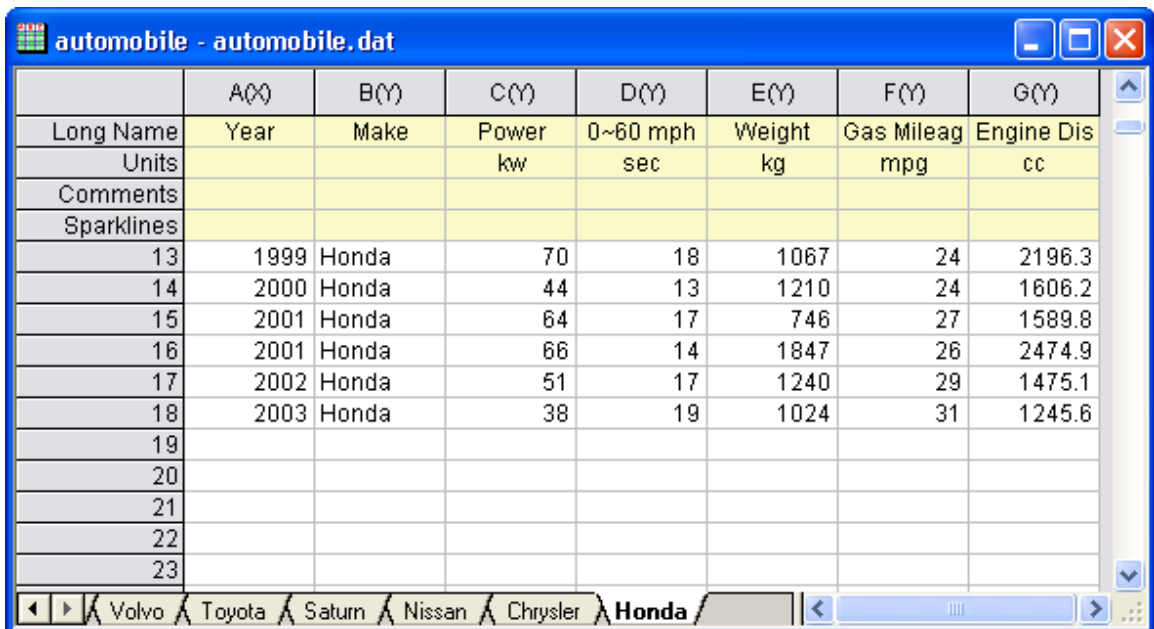 automobile - automobile.dat
A(X) B(Y) C(Y) D(Y) E(Y) F(Y) G(Y)
Long Name Year Make Power 0~60 mph Weight Gas Mileag Engine Dis
Units kw sec kg mpg cc
Comments
Sparklines
13 1999 Honda 70 18 1067 24 2196.3
14 2000 Honda 44 13 1210 24 1606.2
15 2001 Honda 64 17 746 27 1589.8
16 2001 Honda 66 14 1847 26 2474.9
17 2002 Honda 51 17 1240 29 1475.1
18 2003 Honda 38 19 1024 31 1245.6
19
20
21
22
23
Volvo Toyota Saturn Nissan Chrysler Honda